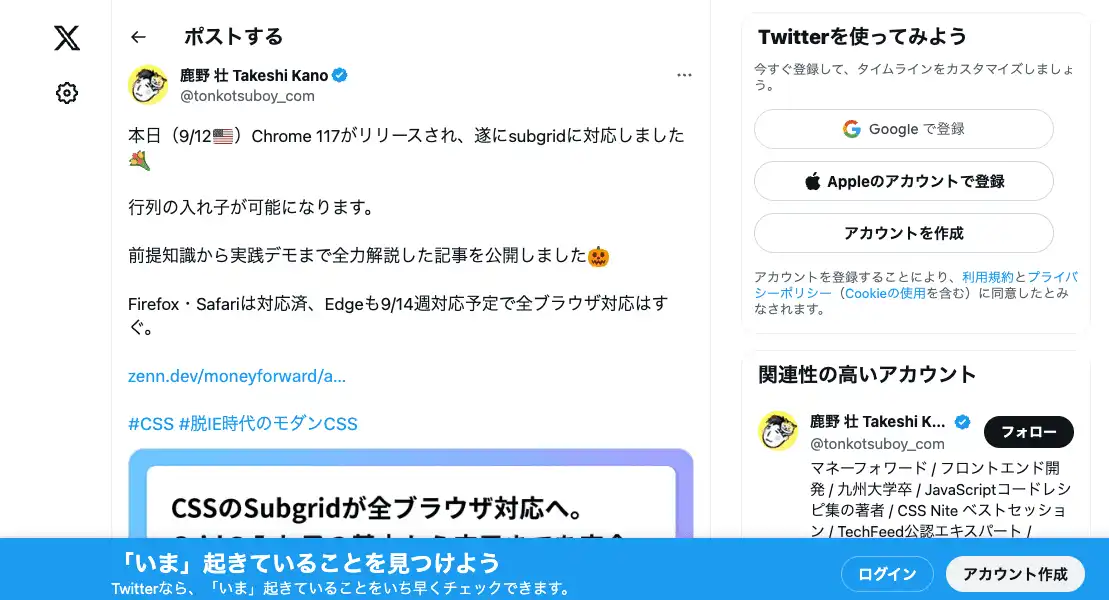 ポストする
鹿野 壮 Takeshi Kano
@tonkotsuboy_com
本日（9/12🇺🇸）Chrome 117がリリースされ、遂にsubgridに対応しました
💐
行列の入れ子が可能になります。
前提知識から実践デモまで全力解説した記事を公開しました🎃
Firefox・Safariは対応済、Edgeも9/14週対応予定で全ブラウザ対応はす
ぐ。
zenn.dev/moneyforward/a...
#CSS #脱IE時代のモダンCSS
CSSのSubgridが全ブラウザ対応へ。
Twitterを使ってみよう
今すぐ登録して、タイムラインをカスタマイズしましょ
う。
Google で登録
Appleのアカウントで登録
アカウントを作成
アカウントを登録することにより、利用規約とプライバ
シーポリシー（Cookieの使用を含む）に同意したとみ
なされます。
関連性の高いアカウント
鹿野 壮 Takeshi K...
@tonkotsuboy_com
フォロー
マネーフォワード / フロントエンド開
発 / 九州大学卒 / JavaScriptコードレシ
ピ集の著者 / CSS Nite ベストセッショ
ン / TechFeed公認エキスパート /
「いま」起きていることを見つけよう
Twitterなら、「いま」起きていることをいち早くチェックできます。
ログイン
アカウント作成